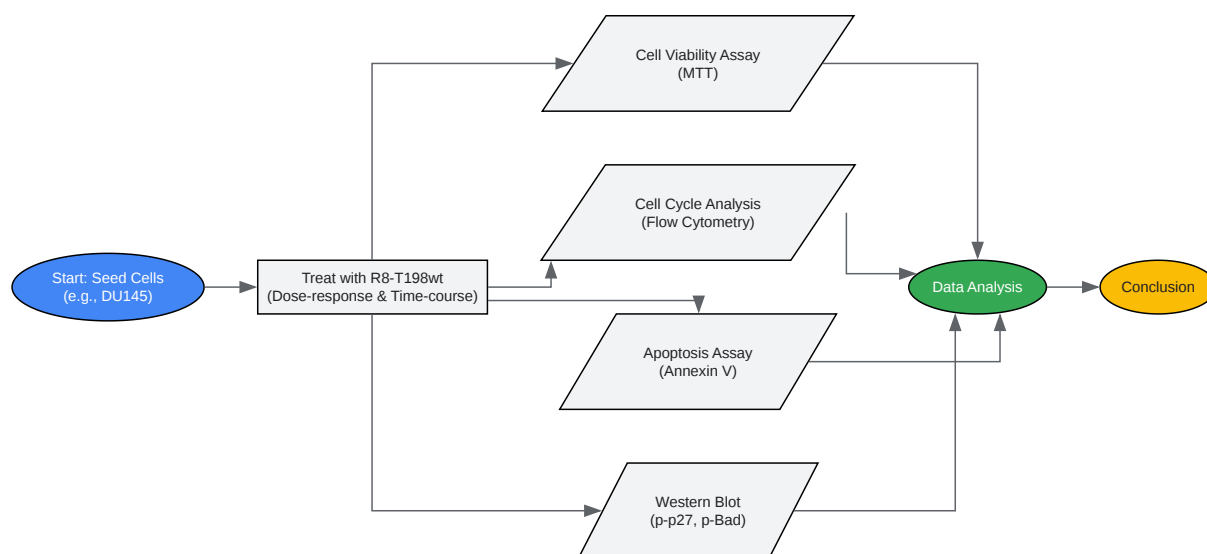 Start: Seed Cells
(e.g., DU145)
Treat with R8-T198wt
(Dose-response & Time-course)
Cell Viability Assay
(MTT)
Cell Cycle Analysis
(Flow Cytometry)
Apoptosis Assay
(Annexin V)
Western Blot
(p-p27, p-Bad)
Data Analysis
Conclusion